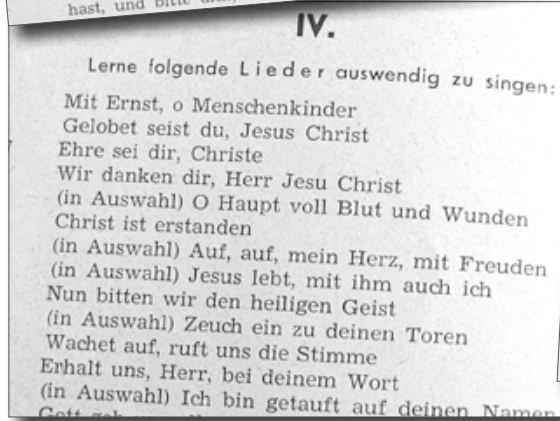 hast, und bitte
IV.
Lerne folgende Lieder auswendig zu singen:
Mit Ernst, o Menschenkinder
Gelobet seist du, Jesus Christ
Ehre sei dir, Christe
Wir danken dir, Herr Jesu Christ
(in Auswahl) O Haupt voll Blut und Wunden
Christ ist erstanden
(in Auswahl) Auf, auf, mein Herz, mit Freuden
(in Auswahl) Jesus lebt, mit ihm auch ich
Nun bitten wir den heiligen Geist
(in Auswahl) Zeuch ein zu deinen Toren
Wachet auf, ruft uns die Stimme
Erhalt uns, Herr, bei deinem Wort
(in Auswahl) Ich bin getauft auf deinen Namen
Gott